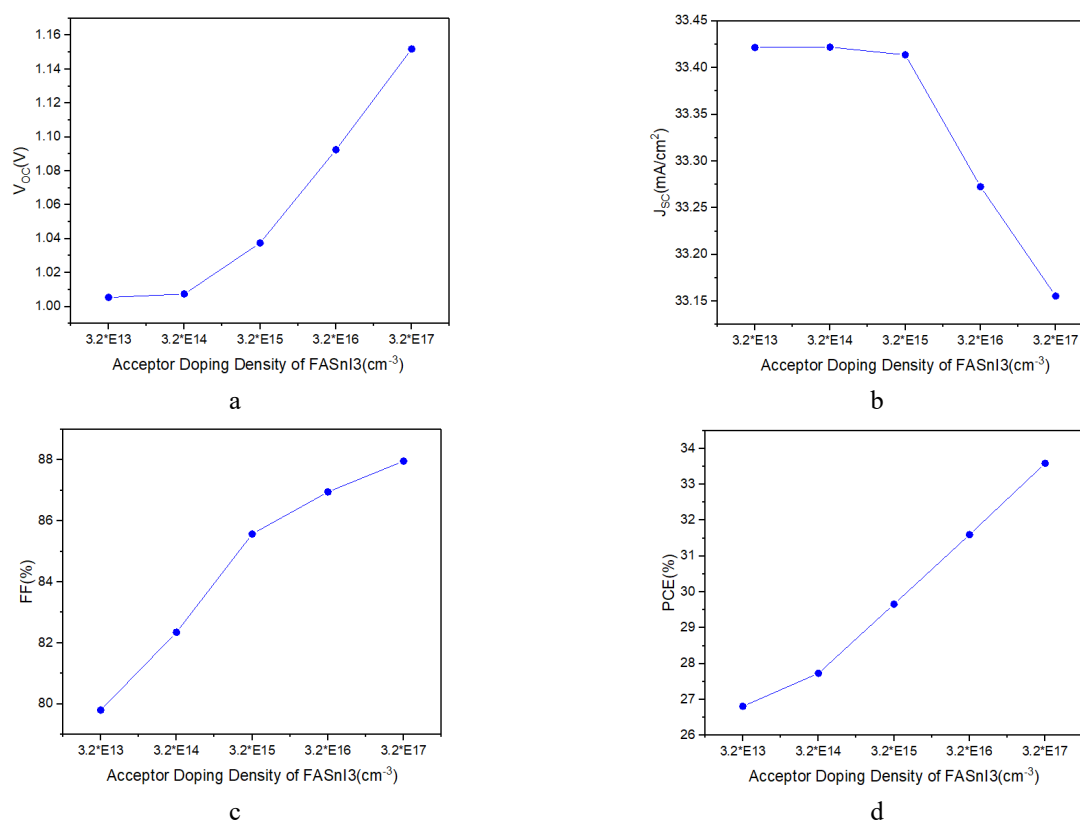 1.16
1.14
1.12
1.10
1.08
1.06
1.04
1.02
1.00
V_OC(V)
3.2*E13 3.2*E14 3.2*E15 3.2*E16 3.2*E17
Acceptor Doping Density of FASnI3(cm⁻³)
a
33.45
33.40
33.35
33.30
33.25
33.20
33.15
J_SC(mA/cm²)
3.2*E13 3.2*E14 3.2*E15 3.2*E16 3.2*E17
Acceptor Doping Density of FASnI3(cm⁻³)
b
88
86
84
82
80
FF(%)
3.2*E13 3.2*E14 3.2*E15 3.2*E16 3.2*E17
Acceptor Doping Density of FASnI3(cm⁻³)
c
34
33
32
31
30
29
28
27
26
PCE(%)
3.2*E13 3.2*E14 3.2*E15 3.2*E16 3.2*E17
Acceptor Doping Density of FASnI3(cm⁻³)
d